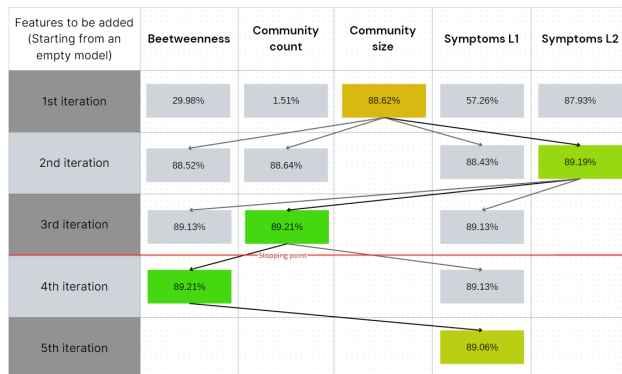 Features to be added
(Starting from an
empty model)
Beetweenness
Community
count
Community
size
Symptoms L1
Symptoms L2
1st iteration
29.98%
1.51%
88.62%
57.26%
87.93%
2nd iteration
88.52%
88.64%
88.43%
89.19%
3rd iteration
89.13%
89.21%
89.13%
Stopping point
4th iteration
89.21%
89.13%
5th iteration
89.06%